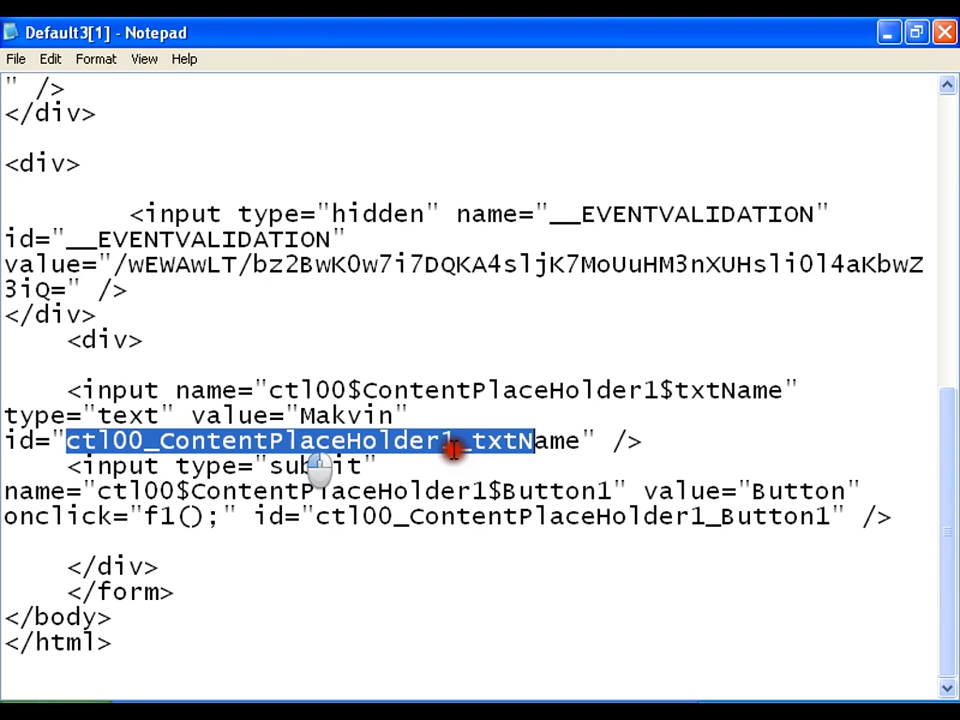 Default3[1] - Notepad
File Edit Format View Help
" />
</div>
<div>
<input type="hidden" name="__EVENTVALIDATION"
id="__EVENTVALIDATION"
value="/wEWAwLT/bz2BwK0w7i7DQKA4sljK7MoUuHM3nXUHsli0l4aKbwZ
3iQ=" />
</div>
<div>
<input name="ctl00$ContentPlaceHolder1$txtName"
type="text" value="Makvin"
id="ctl00_ContentPlaceHolder1_txtName" />
<input type="submit"
name="ctl00$ContentPlaceHolder1$Button1" value="Button"
onclick="f1();" id="ctl00_ContentPlaceHolder1_Button1" />
</div>
</form>
</body>
</html>